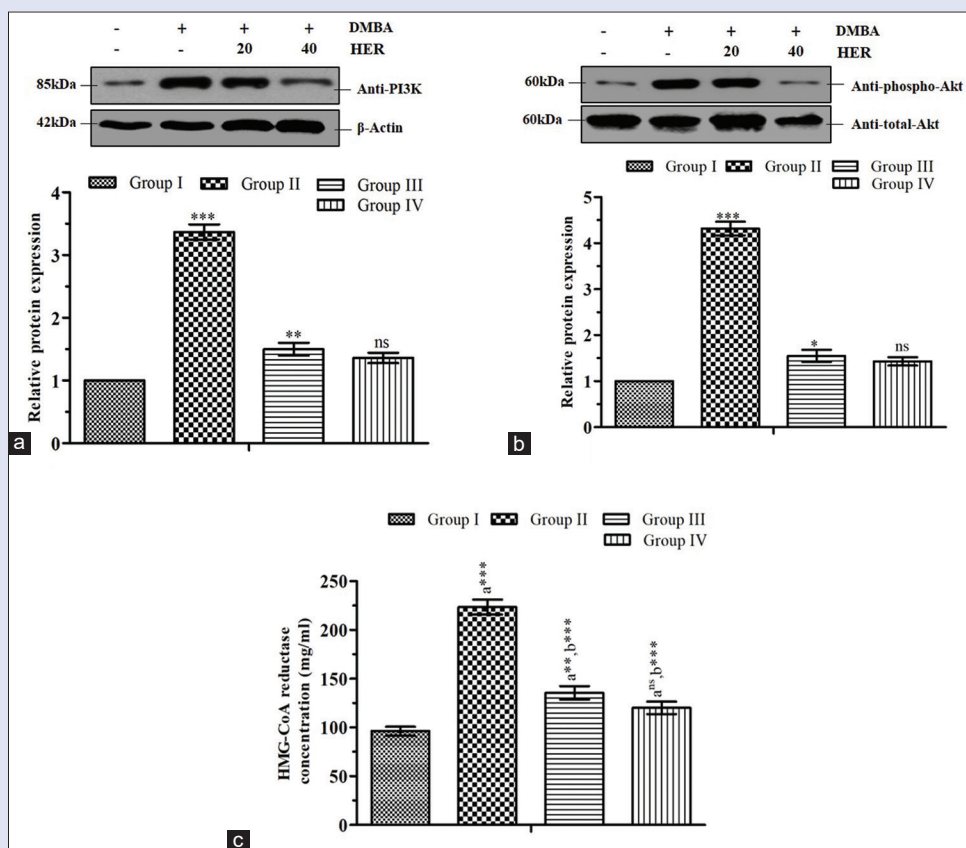 - + + + DMBA
- - 20 40 HER
85kDa Anti-PI3K
42kDa β-Actin
Group I Group II Group III
Group IV
4
3
2
1
0
Relative protein expression
***
**
ns
a
- + + + DMBA
- - 20 40 HER
60kDa Anti-phospho-Akt
60kDa Anti-total-Akt
Group I Group II Group III
Group IV
5
4
3
2
1
0
Relative protein expression
***
*
ns
b
Group I Group II Group III
Group IV
250
200
150
100
50
0
HMG-CoA reductase
concentration (mg/ml)
a***
a**,b***
ans,b***
c